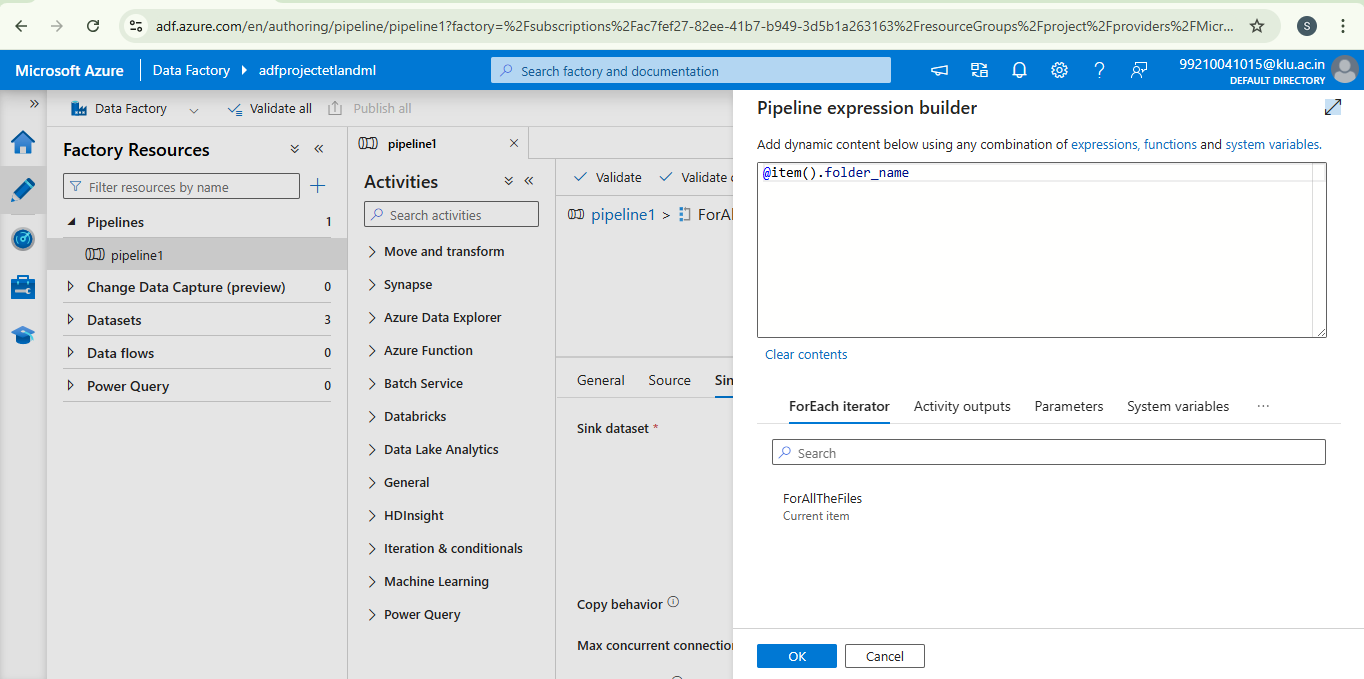 adf.azure.com/en/authoring/pipeline/pipeline1?factory=%2Fsubscriptions%2Fac7fef27-82ee-41b7-b949-3d5b1a263163%2FresourceGroups%2Fproject%2Fproviders%2FMicr...
S
Microsoft Azure
Data Factory
adfprojectetlandml
Search factory and documentation
99210041015@klu.ac.in
DEFAULT DIRECTORY
Data Factory
Validate all
Publish all
Factory Resources
Filter resources by name
Pipelines 1
pipeline1
Change Data Capture (preview) 0
Datasets 3
Data flows 0
Power Query 0
pipeline1
Activities
Search activities
Move and transform
Synapse
Azure Data Explorer
Azure Function
Batch Service
Databricks
Data Lake Analytics
General
HDInsight
Iteration & conditionals
Machine Learning
Power Query
Validate
Validate c
pipeline1 > ForAl
General
Source
Sin
Sink dataset *
Copy behavior
Max concurrent connection
Pipeline expression builder
Add dynamic content below using any combination of expressions, functions and system variables.
@item().folder_name
Clear contents
ForEach iterator
Activity outputs
Parameters
System variables
...
Search
ForAllTheFiles
Current item
OK
Cancel